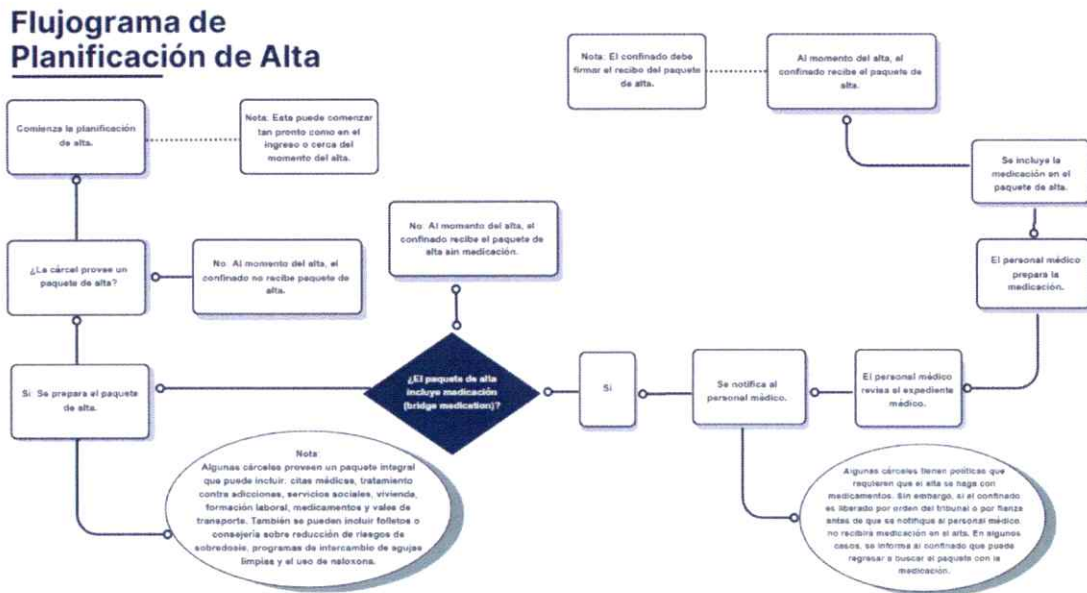 Flujograma de
Planificación de Alta
Comienza la planificación
de alta.
Nota: Esta puede comenzar
tan pronto como en el
ingreso o cerca del
momento del alta.
¿La cárcel provee un
paquete de alta?
No: Al momento del alta, el
confinado no recibe paquete de
alta.
Sí: Se prepara el paquete
de alta.
Nota:
Algunas cárceles proveen un paquete integral
que puede incluir: citas médicas, tratamiento
contra adicciones, servicios sociales, vivienda,
formación laboral, medicamentos y vales de
transporte. También se pueden incluir folletos o
consejería sobre reducción de riesgos de
sobredosis, programas de intercambio de agujas
limpias y el uso de naloxona.
¿El paquete de alta
incluye medicación
(bridge medication)?
No: Al momento del alta, el
confinado recibe el paquete de
alta sin medicación.
Sí
Se notifica al
personal médico.
Algunas cárceles tienen políticas que
requieren que el alta se haga con
medicamentos. Sin embargo, si el confinado
es liberado por orden del tribunal o por fianza
antes de que se notifique al personal médico,
no recibirá medicación en el alta. En algunos
casos, se informa al confinado que puede
regresar a buscar el paquete con la
medicación.
El personal médico
revisa el expediente
médico.
El personal médico
prepara la
medicación.
Se incluye la
medicación en el
paquete de alta.
Al momento del alta, el
confinado recibe el paquete de
alta.
Nota: El confinado debe
firmar el recibo del paquete
de alta.